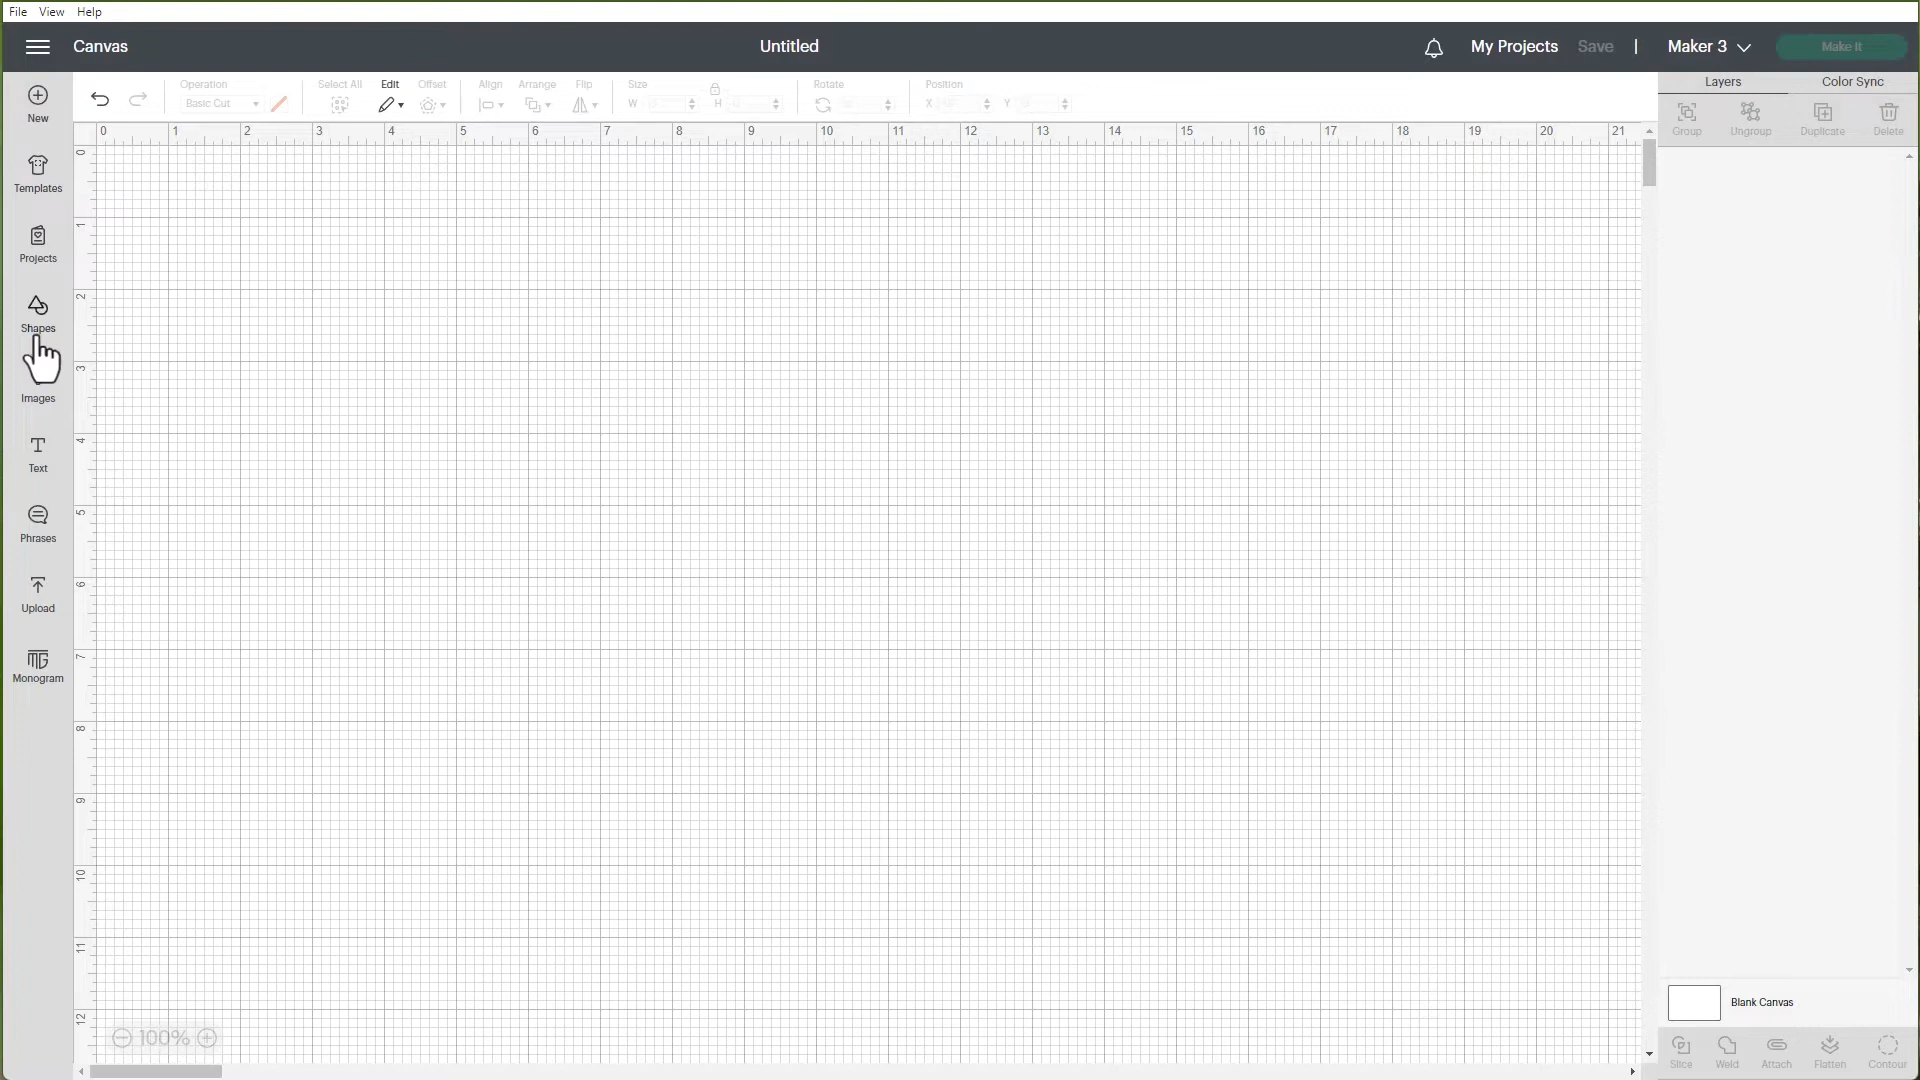 File View Help
Canvas Untitled My Projects Save | Maker 3 Make It
New
Templates
Projects
Shapes
Images
Text
Phrases
Upload
Monogram
Operation Select All Edit Offset Align Arrange Flip Size Rotate Position
Basic Cut W H X Y
Layers Color Sync
Group Ungroup Duplicate Delete
0 1 2 3 4 5 6 7 8 9 10 11 12 13 14 15 16 17 18 19 20 21
0
1
2
3
4
5
6
7
8
9
10
11
12
100%
Blank Canvas
Slice Weld Attach Flatten Contour